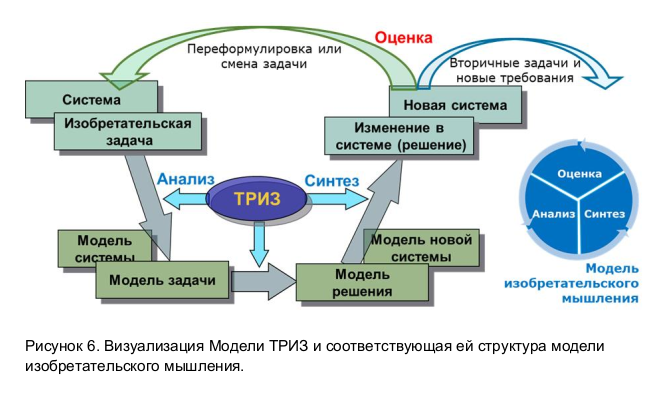 Переформулировка или
смена задачи
Оценка
Вторичные задачи и
новые требования
Система
Изобретательская
задача
Новая система
Изменение в
системе (решение)
Анализ
ТРИЗ
Синтез
Модель
системы
Модель задачи
Модель новой
системы
Модель
решения
Оценка
Анализ
Синтез
Модель
изобретательского
мышления
Рисунок 6. Визуализация Модели ТРИЗ и соответствующая ей структура модели
изобретательского мышления.